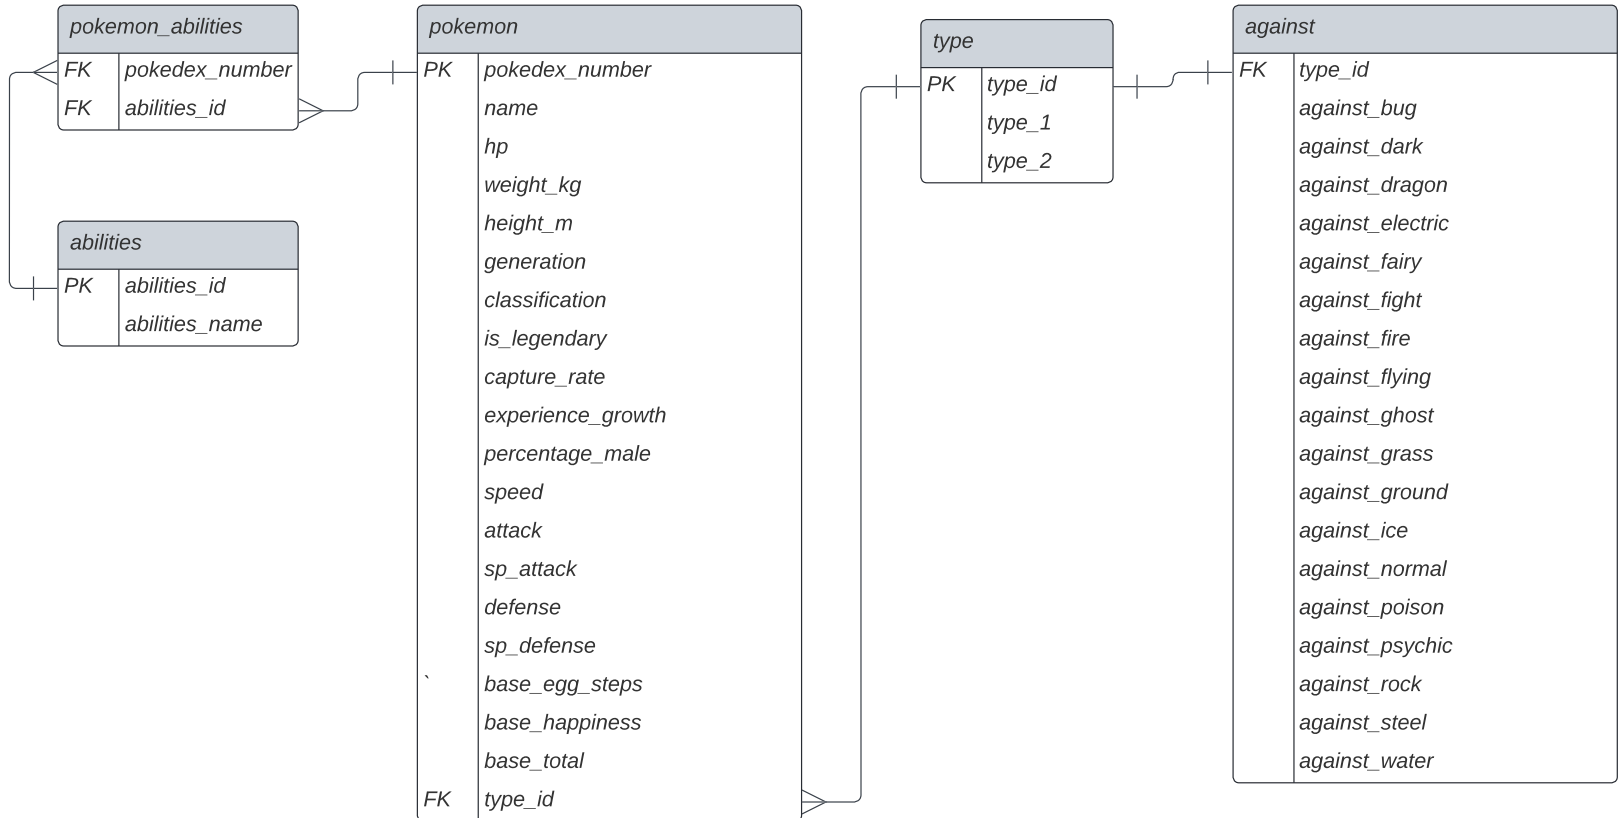 pokemon_abilities
FK pokedex_number
FK abilities_id
abilities
PK abilities_id
abilities_name
pokemon
PK pokedex_number
name
hp
weight_kg
height_m
generation
classification
is_legendary
capture_rate
experience_growth
percentage_male
speed
attack
sp_attack
defense
sp_defense
` base_egg_steps
base_happiness
base_total
FK type_id
type
PK type_id
type_1
type_2
against
FK type_id
against_bug
against_dark
against_dragon
against_electric
against_fairy
against_fight
against_fire
against_flying
against_ghost
against_grass
against_ground
against_ice
against_normal
against_poison
against_psychic
against_rock
against_steel
against_water